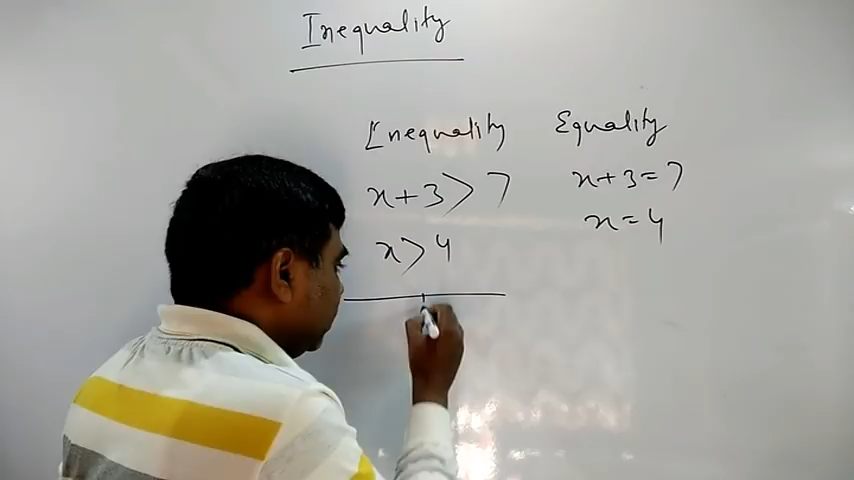 Inequality
Inequality
x+3>7
x>4
Equality
x+3=7
x=4